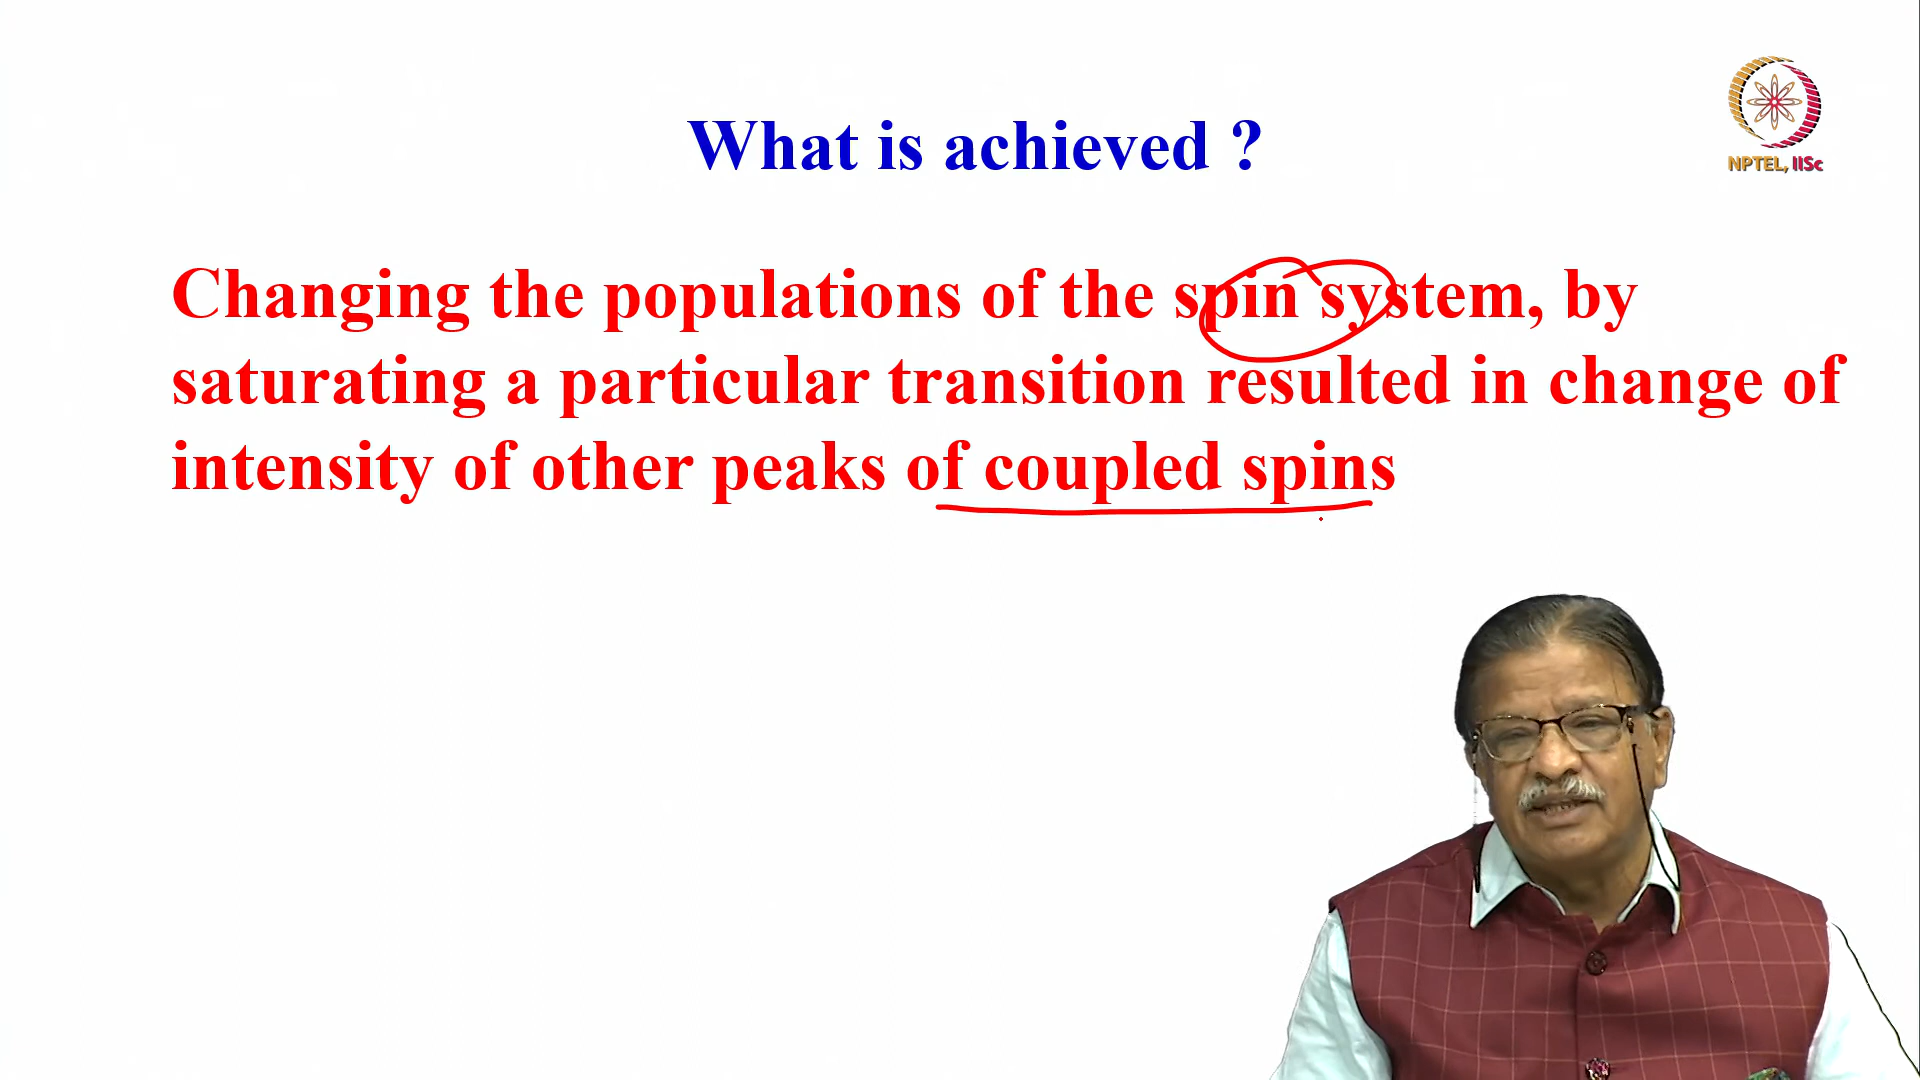 What is achieved ?
NPTEL, IISc
Changing the populations of the spin system, by
saturating a particular transition resulted in change of
intensity of other peaks of coupled spins